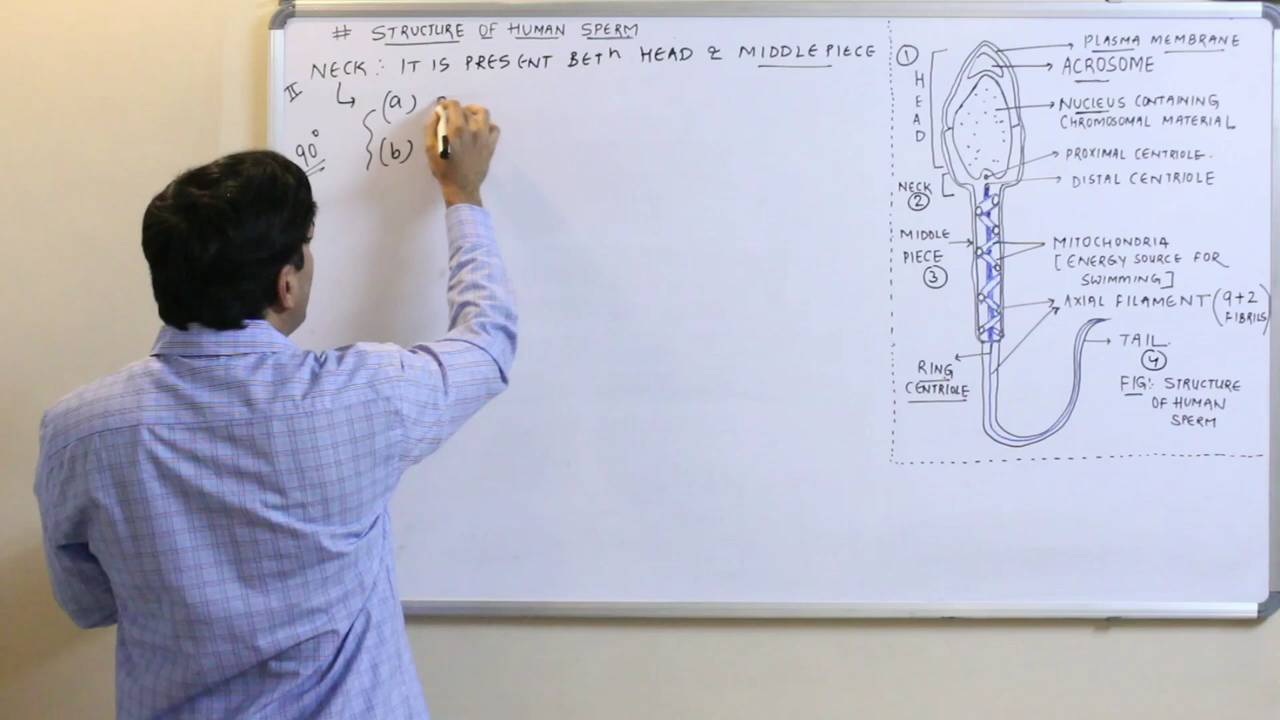 # STRUCTURE OF HUMAN SPERM
II NECK : IT IS PRESENT BETN HEAD & MIDDLE PIECE
(a)
90°
(b)
① HEAD
PLASMA MEMBRANE
ACROSOME
NUCLEUS CONTAINING
CHROMOSOMAL MATERIAL
PROXIMAL CENTRIOLE.
DISTAL CENTRIOLE
NECK
②
MIDDLE
PIECE
③
MITOCHONDRIA
[ENERGY SOURCE FOR
SWIMMING]
AXIAL FILAMENT (9+2
FIBRILS)
TAIL.
④
RING
CENTRIOLE
FIG: STRUCTURE
OF HUMAN
SPERM